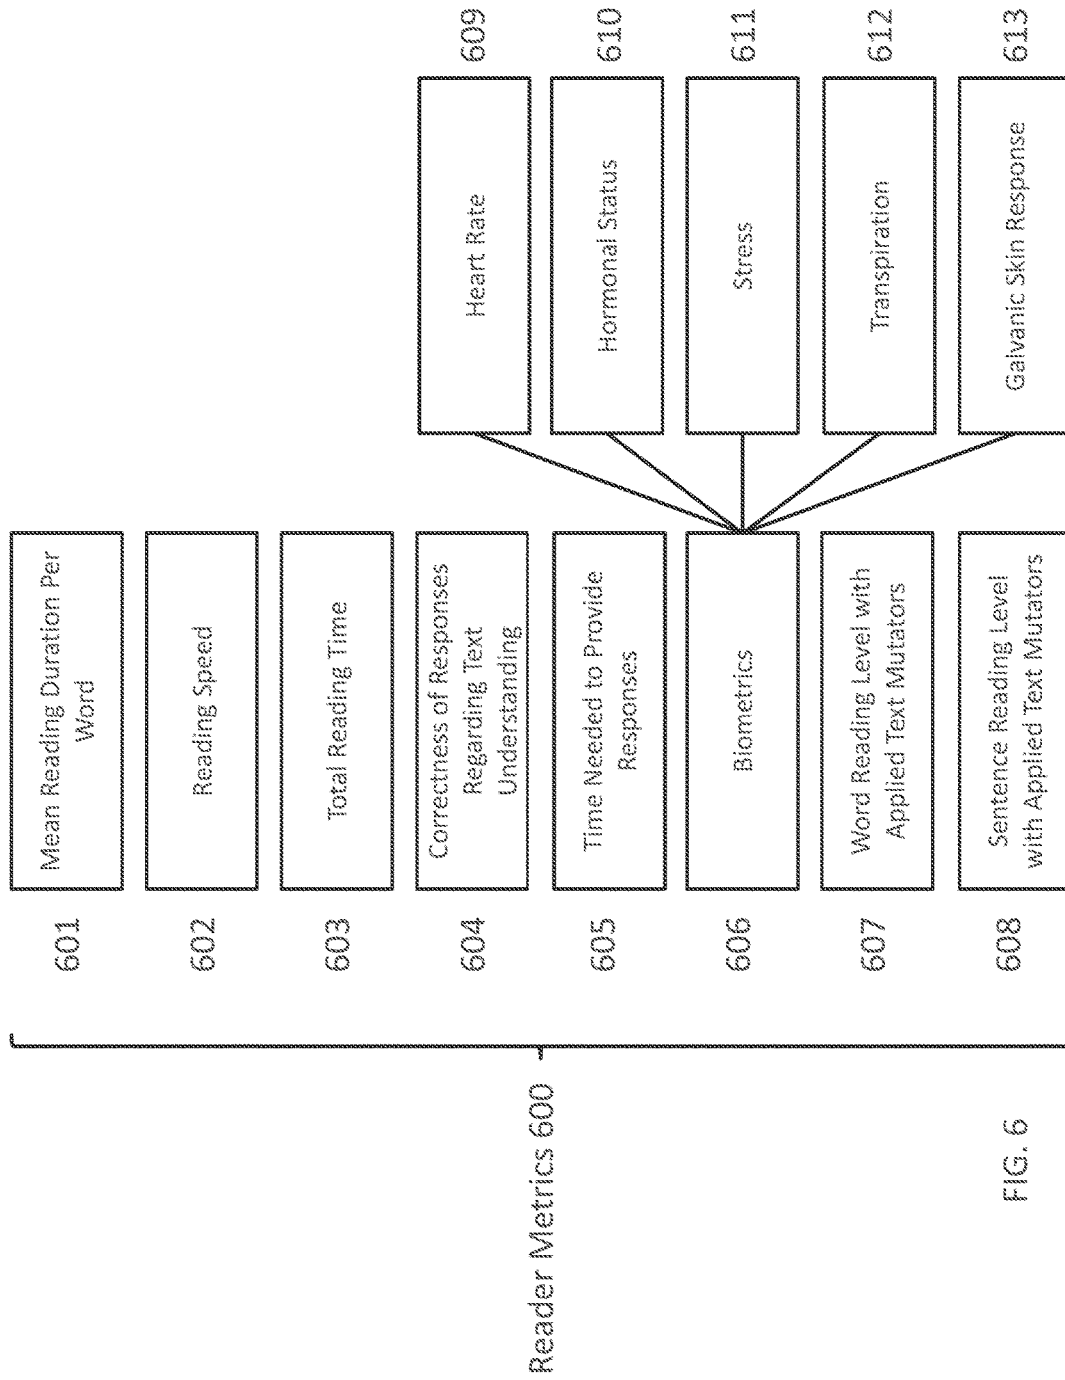 Reader Metrics 600
601
Mean Reading Duration Per
Word
602
Reading Speed
603
Total Reading Time
604
Correctness of Responses
Regarding Text
Understanding
605
Time Needed to Provide
Responses
606
Biometrics
607
Word Reading Level with
Applied Text Mutators
608
Sentence Reading Level
with Applied Text Mutators
Heart Rate
609
Hormonal Status
610
Stress
611
Transpiration
612
Galvanic Skin Response
613
FIG. 6